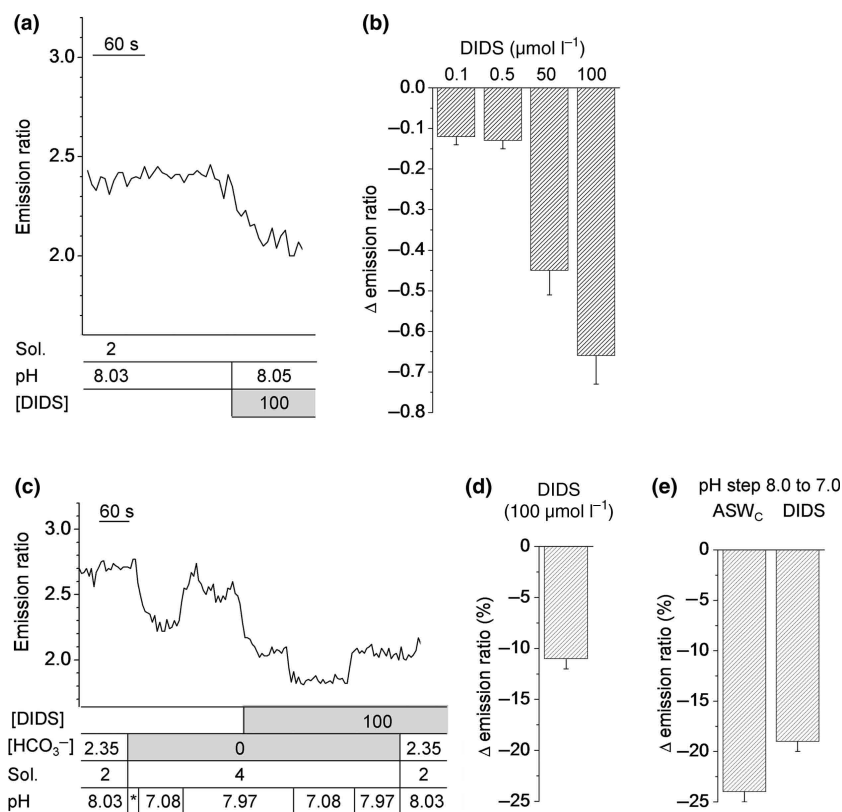 (a)
60 s
3.0
2.5
2.0
Emission ratio
Sol. 2
pH 8.03 8.05
[DIDS] 100
(b)
DIDS (μmol l⁻¹)
0.1 0.5 50 100
0.0
−0.1
−0.2
−0.3
−0.4
−0.5
−0.6
−0.7
−0.8
Δ emission ratio
(c)
60 s
3.0
2.5
2.0
Emission ratio
[DIDS] 100
[HCO₃⁻] 2.35 0 2.35
Sol. 2 4 2
pH 8.03 * 7.08 7.97 7.08 7.97 8.03
(d)
DIDS
(100 μmol l⁻¹)
0
−5
−10
−15
−20
−25
Δ emission ratio (%)
(e)
pH step 8.0 to 7.0
ASW_C DIDS
0
−5
−10
−15
−20
−25
Δ emission ratio (%)